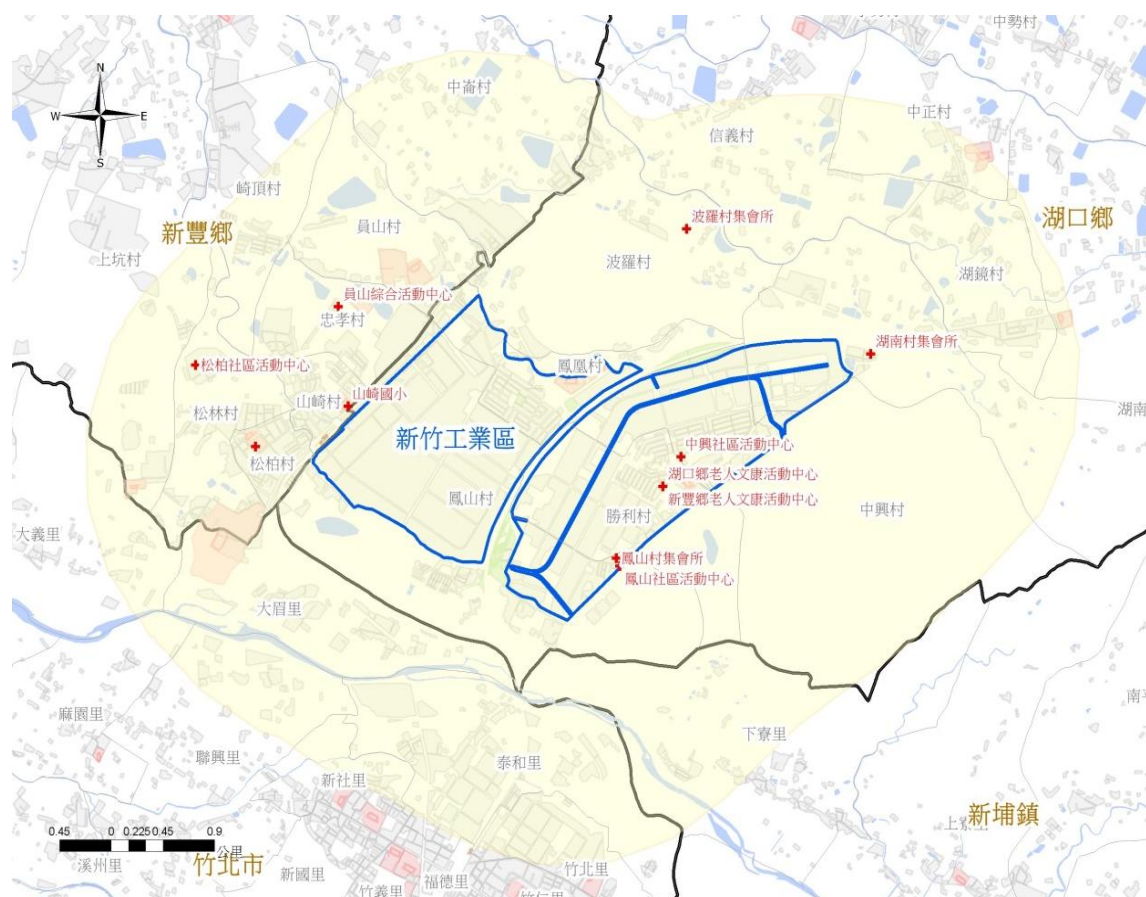 中勢村
中崙村
N
W E
S
中正村
信義村
崎頂村
波羅村集會所
員山村
湖口鄉
新豐鄉
上坑村
波羅村
湖鏡村
員山綜合活動中心
忠孝村
湖南村集會所
松柏社區活動中心
鳳凰村
山崎村
山崎國小
松林村
湖南
新竹工業區
中興社區活動中心
松柏村
湖口鄉老人文康活動中心
鳳山村
新豐鄉老人文康活動中心
中興村
勝利村
大義里
鳳山村集會所
鳳山社區活動中心
大眉里
南平
麻園里
下寮里
聯興里
泰和里
新社里
新埔鎮
0.45 0 0.225 0.45 0.9
公里
溪州里
竹北市
新國里
福德里
竹北里
竹義里
竹仁里